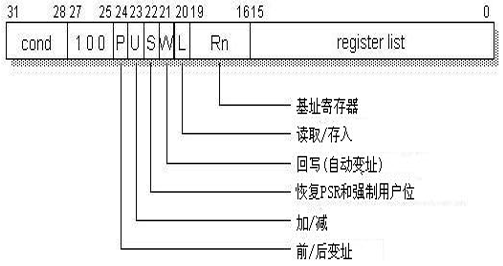 31 28 27 25 24 23 22 21 20 19 16 15 0
cond 1 0 0 P U S W L Rn register list
基址寄存器
读取/存入
回写(自动变址)
恢复PSR和强制用户位
加/减
前/后变址